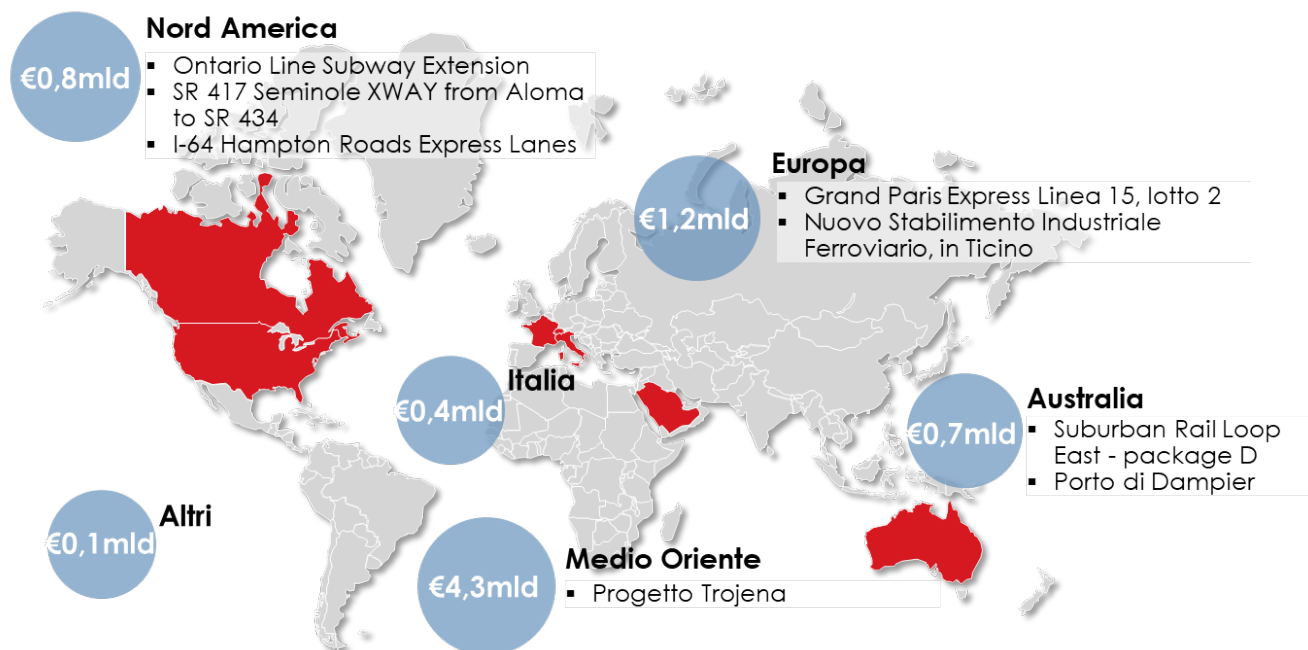 Nord America
€0,8mld
▪ Ontario Line Subway Extension
▪ SR 417 Seminole XWAY from Aloma
to SR 434
▪ I-64 Hampton Roads Express Lanes
Europa
€1,2mld
▪ Grand Paris Express Linea 15, lotto 2
▪ Nuovo Stabilimento Industriale
Ferroviario, in Ticino
Italia
€0,4mld
Australia
€0,7mld
▪ Suburban Rail Loop
East - package D
▪ Porto di Dampier
Altri
€0,1mld
Medio Oriente
€4,3mld
▪ Progetto Trojena